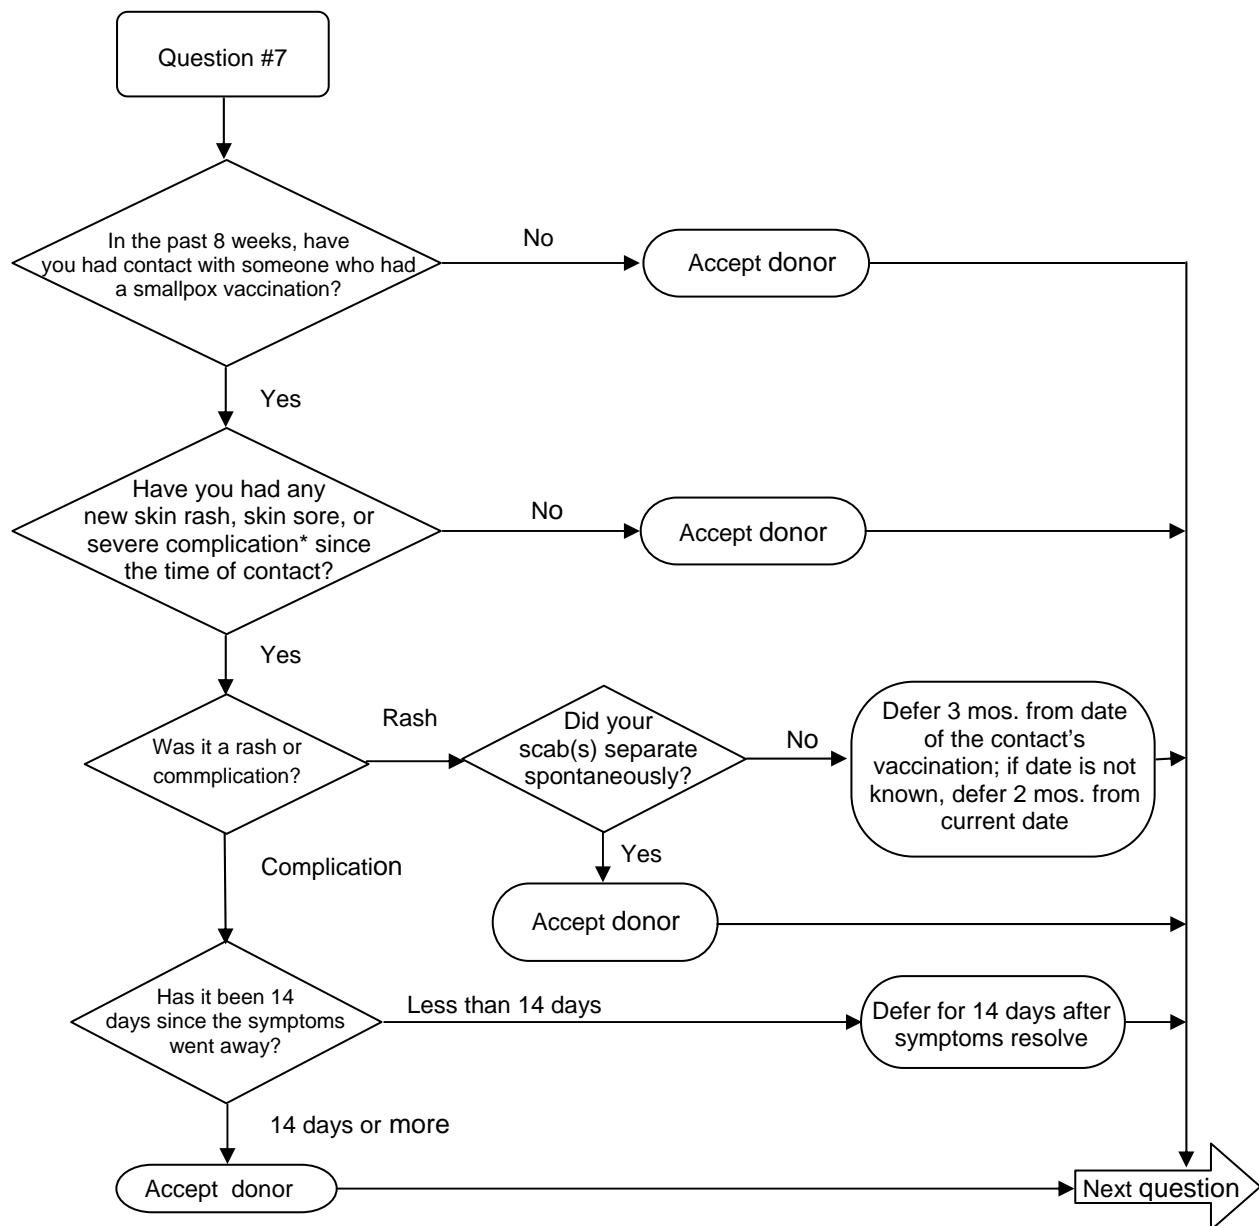 Question #7
In the past 8 weeks, have
you had contact with someone who had
a smallpox vaccination?
No
Accept donor
Yes
Have you had any
new skin rash, skin sore, or
severe complication* since
the time of contact?
No
Accept donor
Yes
Was it a rash or
commplication?
Rash
Did your
scab(s) separate
spontaneously?
No
Defer 3 mos. from date
of the contact's
vaccination; if date is not
known, defer 2 mos. from
current date
Yes
Accept donor
Complication
Has it been 14
days since the symptoms
went away?
Less than 14 days
Defer for 14 days after
symptoms resolve
14 days or more
Accept donor
Next question